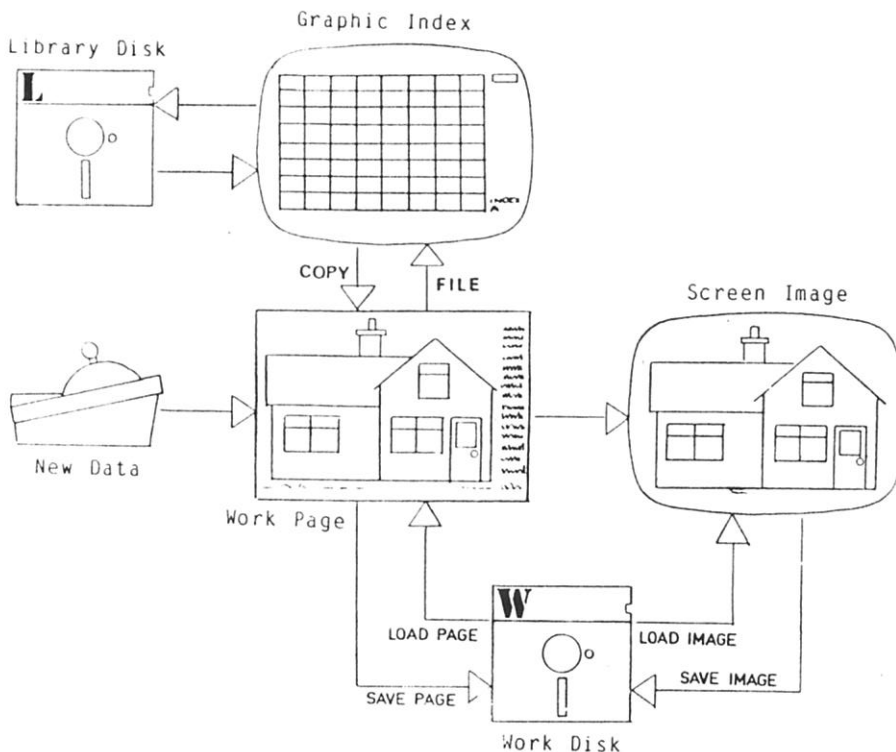 Graphic Index
Library Disk
L
INDEX
A
COPY
FILE
Screen Image
New Data
Work Page
W
LOAD PAGE
LOAD IMAGE
SAVE PAGE
SAVE IMAGE
Work Disk